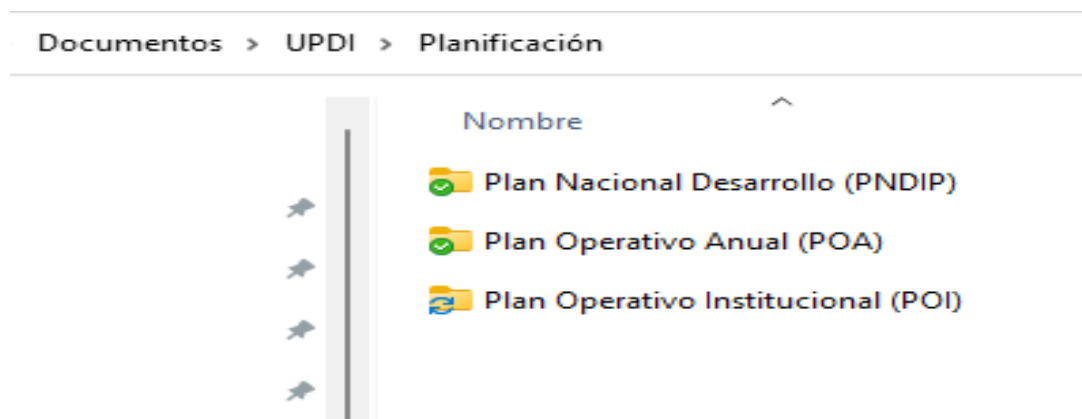 Documentos > UPDI > Planificación
Nombre
Plan Nacional Desarrollo (PNDIP)
Plan Operativo Anual (POA)
Plan Operativo Institucional (POI)